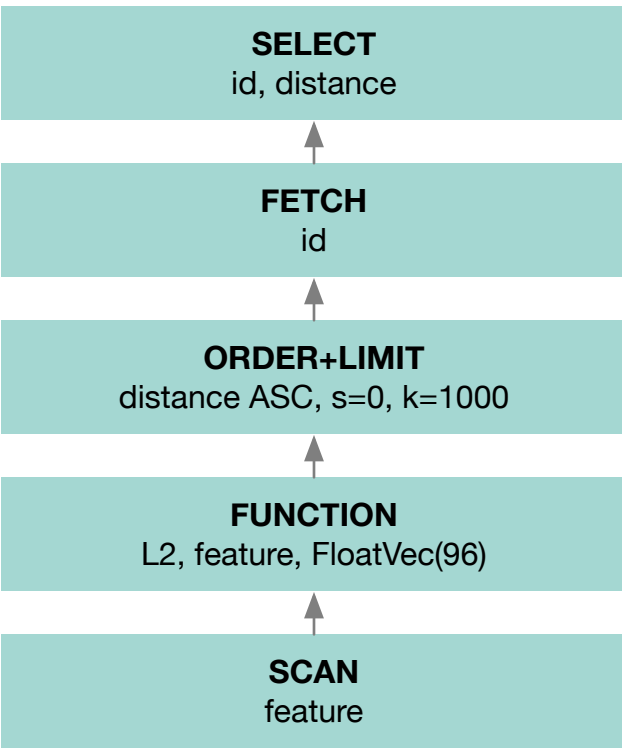 SELECT
id, distance
FETCH
id
ORDER+LIMIT
distance ASC, s=0, k=1000
FUNCTION
L2, feature, FloatVec(96)
SCAN
feature